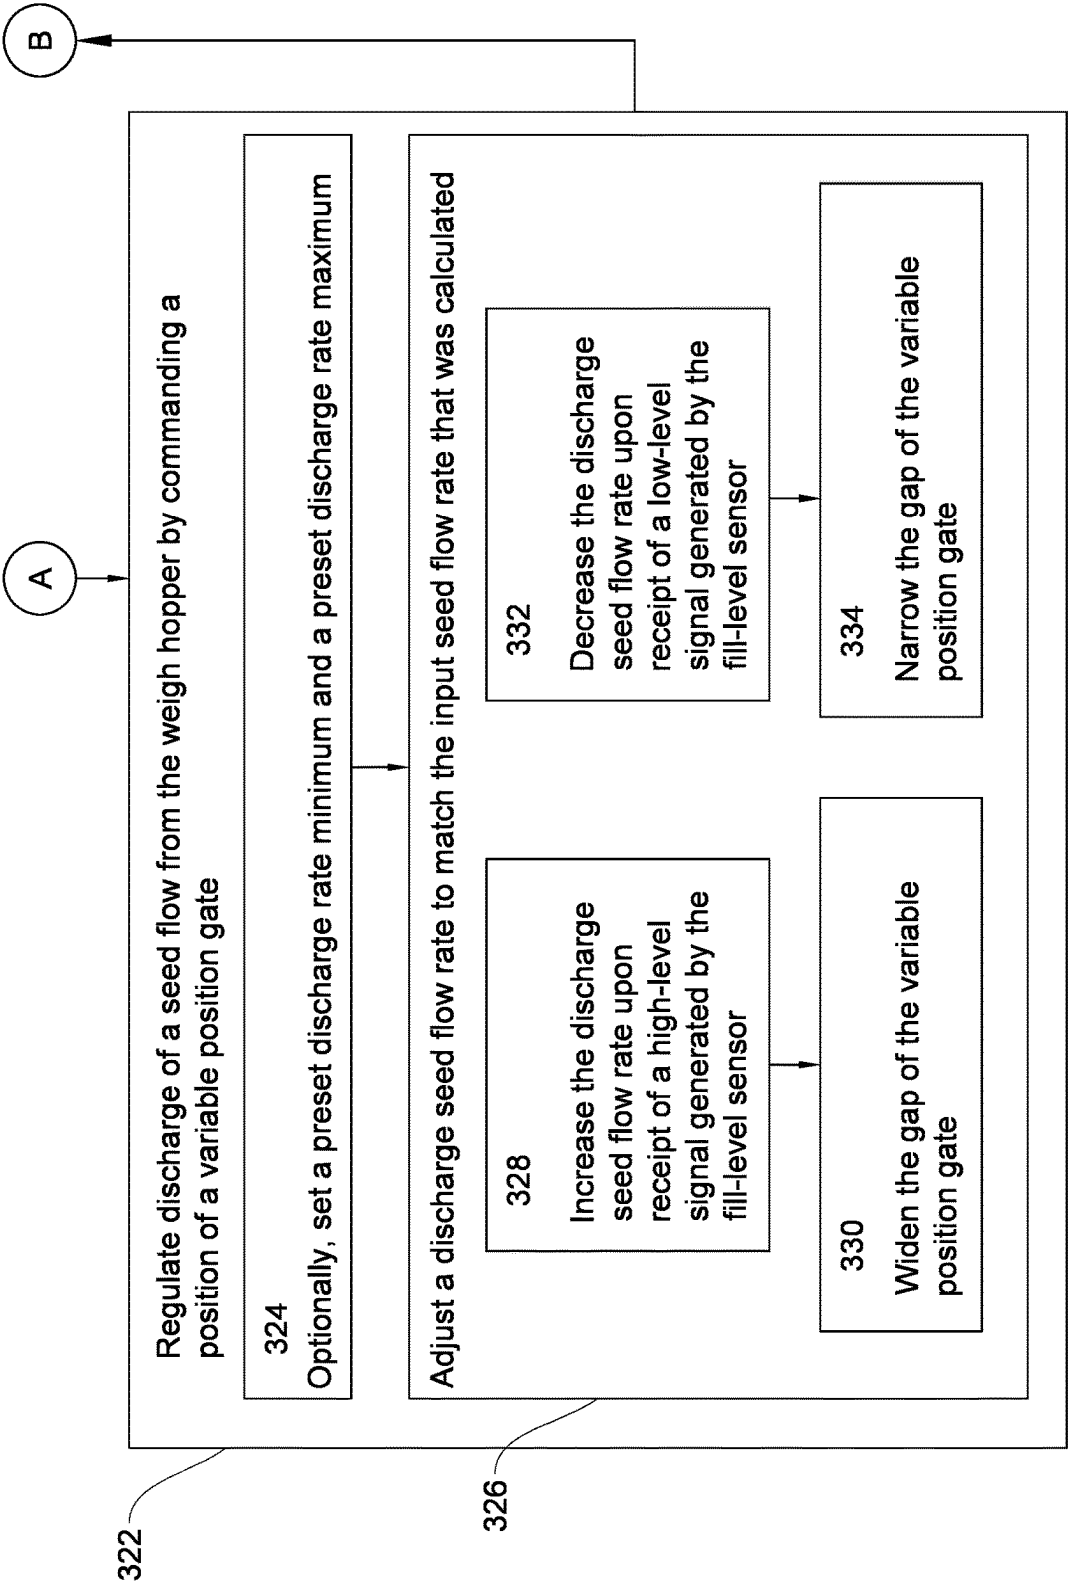 A
B
322
Regulate discharge of a seed flow from the weigh hopper by commanding a
position of a variable position gate
324
Optionally, set a preset discharge rate minimum and a preset discharge rate maximum
326
Adjust a discharge seed flow rate to match the input seed flow rate that was calculated
328
Increase the discharge
seed flow rate upon
receipt of a high-level
signal generated by the
fill-level sensor
330
Widen the gap of the variable
position gate
332
Decrease the discharge
seed flow rate upon
receipt of a low-level
signal generated by the
fill-level sensor
334
Narrow the gap of the variable
position gate